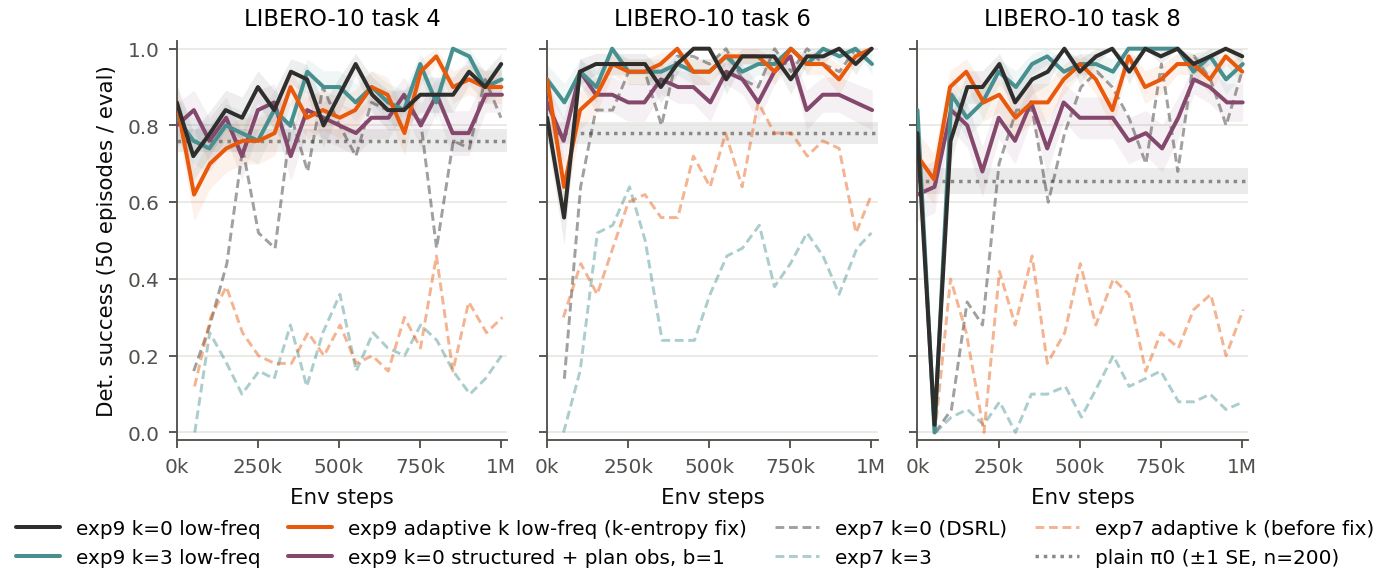 LIBERO-10 task 4
LIBERO-10 task 6
LIBERO-10 task 8
Det. success (50 episodes / eval)
1.0
0.8
0.6
0.4
0.2
0.0
0k 250k 500k 750k 1M
0k 250k 500k 750k 1M
0k 250k 500k 750k 1M
Env steps
Env steps
Env steps
exp9 k=0 low-freq
exp9 k=3 low-freq
exp9 adaptive k low-freq (k-entropy fix)
exp9 k=0 structured + plan obs, b=1
exp7 k=0 (DSRL)
exp7 k=3
exp7 adaptive k (before fix)
plain π0 (±1 SE, n=200)